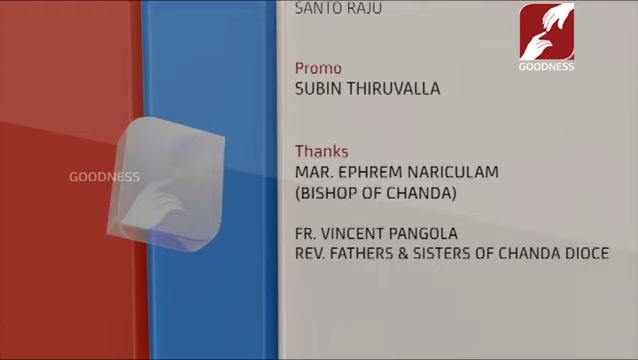 SANTO RAJU
GOODNESS
Promo
SUBIN THIRUVALLA
GOODNESS
Thanks
MAR. EPHREM NARICULAM
(BISHOP OF CHANDA)
FR. VINCENT PANGOLA
REV. FATHERS & SISTERS OF CHANDA DIOCE